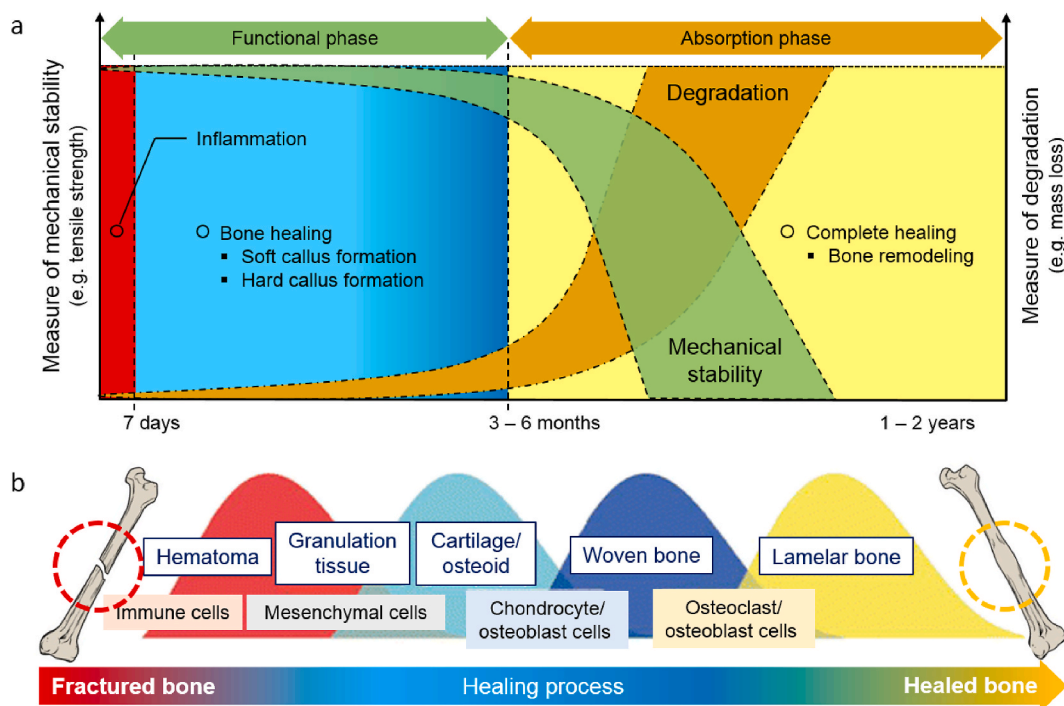 a
Functional phase
Absorption phase
Measure of mechanical stability
(e.g. tensile strength)
Measure of degradation
(e.g. mass loss)
Degradation
Inflammation
Bone healing
▪ Soft callus formation
▪ Hard callus formation
Complete healing
▪ Bone remodeling
Mechanical
stability
7 days
3 – 6 months
1 – 2 years
b
Hematoma
Granulation
tissue
Cartilage/
osteoid
Woven bone
Lamelar bone
Immune cells
Mesenchymal cells
Chondrocyte/
osteoblast cells
Osteoclast/
osteoblast cells
Fractured bone
Healing process
Healed bone